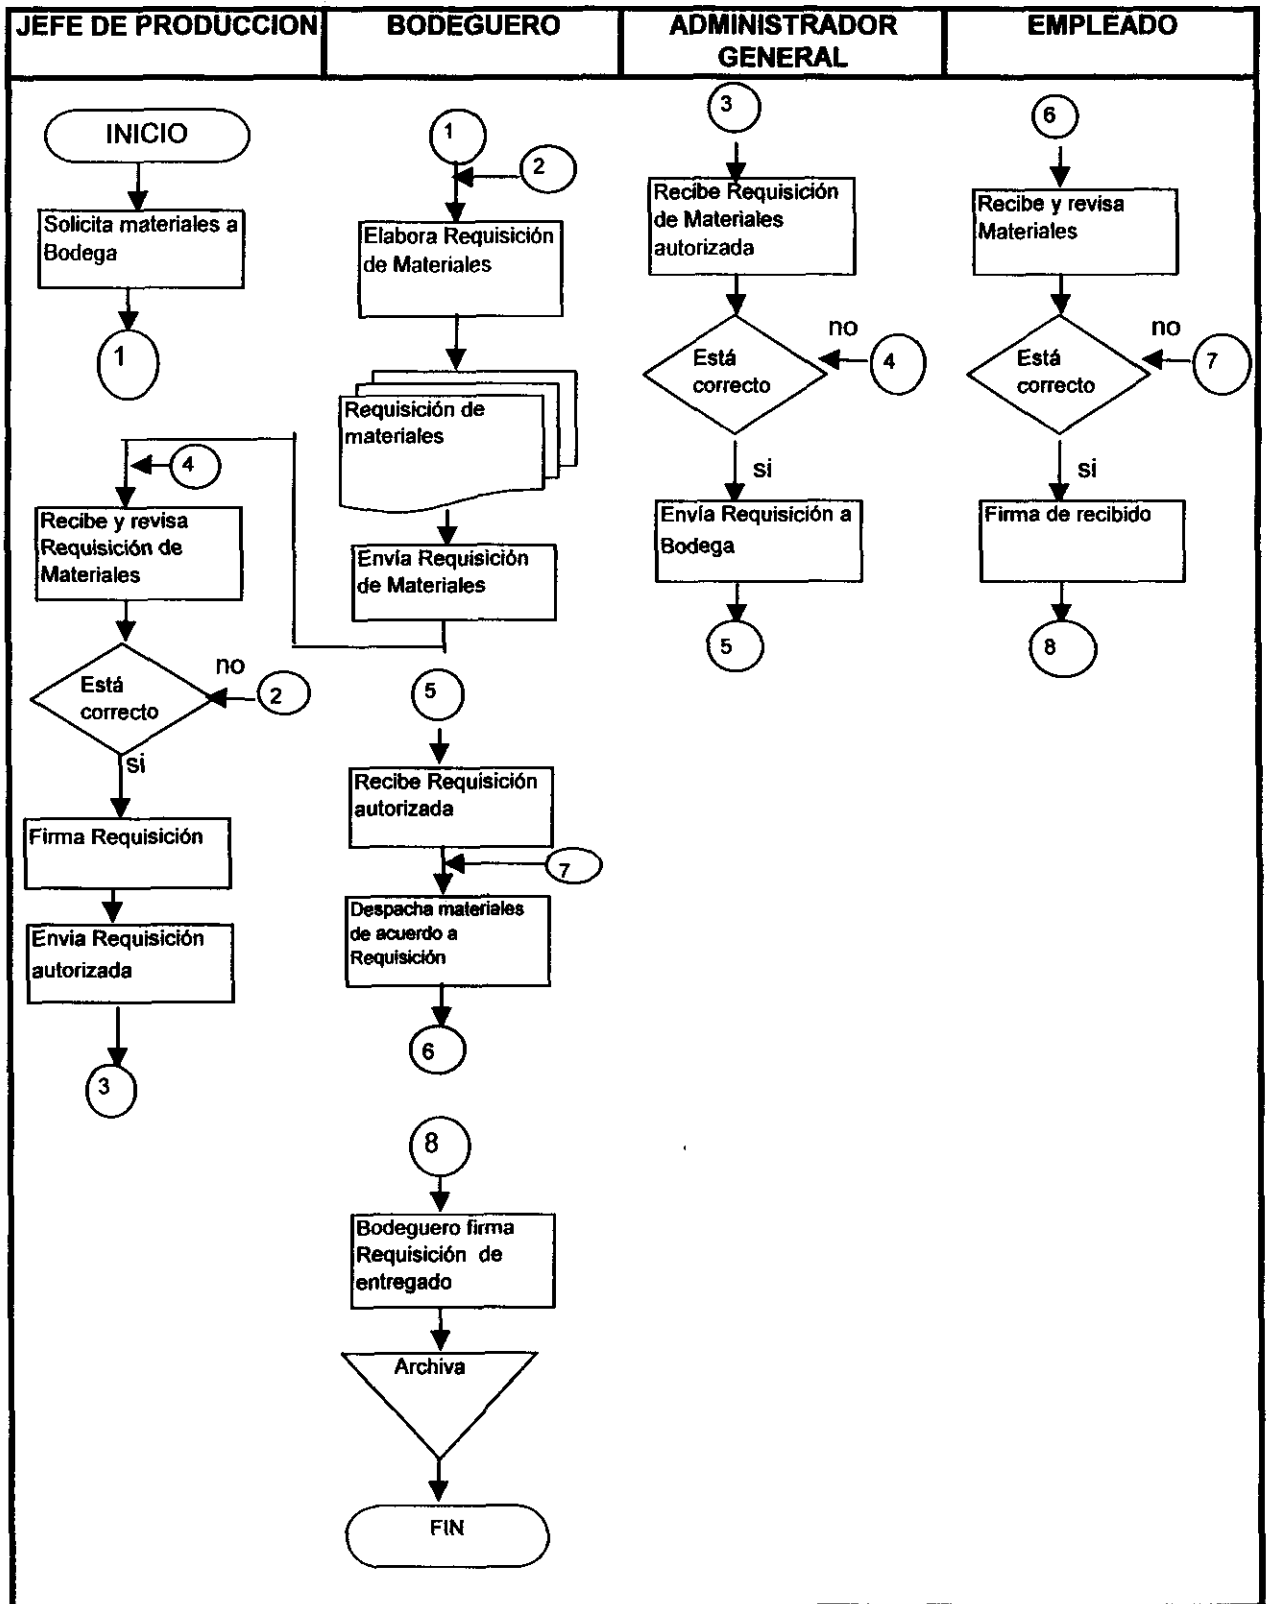 JEFE DE PRODUCCION
BODEGUERO
ADMINISTRADOR
GENERAL
EMPLEADO
INICIO
Solicita materiales a
Bodega
1
4
Recibe y revisa
Requisición de
Materiales
no
Está
correcto
2
si
Firma Requisición
Envia Requisición
autorizada
3
1
2
Elabora Requisición
de Materiales
Requisición de
materiales
Envía Requisición
de Materiales
5
Recibe Requisición
autorizada
7
Despacha materiales
de acuerdo a
Requisición
6
8
Bodeguero firma
Requisición de
entregado
Archiva
FIN
3
Recibe Requisición
de Materiales
autorizada
no
Está
correcto
4
si
Envía Requisición a
Bodega
5
6
Recibe y revisa
Materiales
no
Está
correcto
7
si
Firma de recibido
8